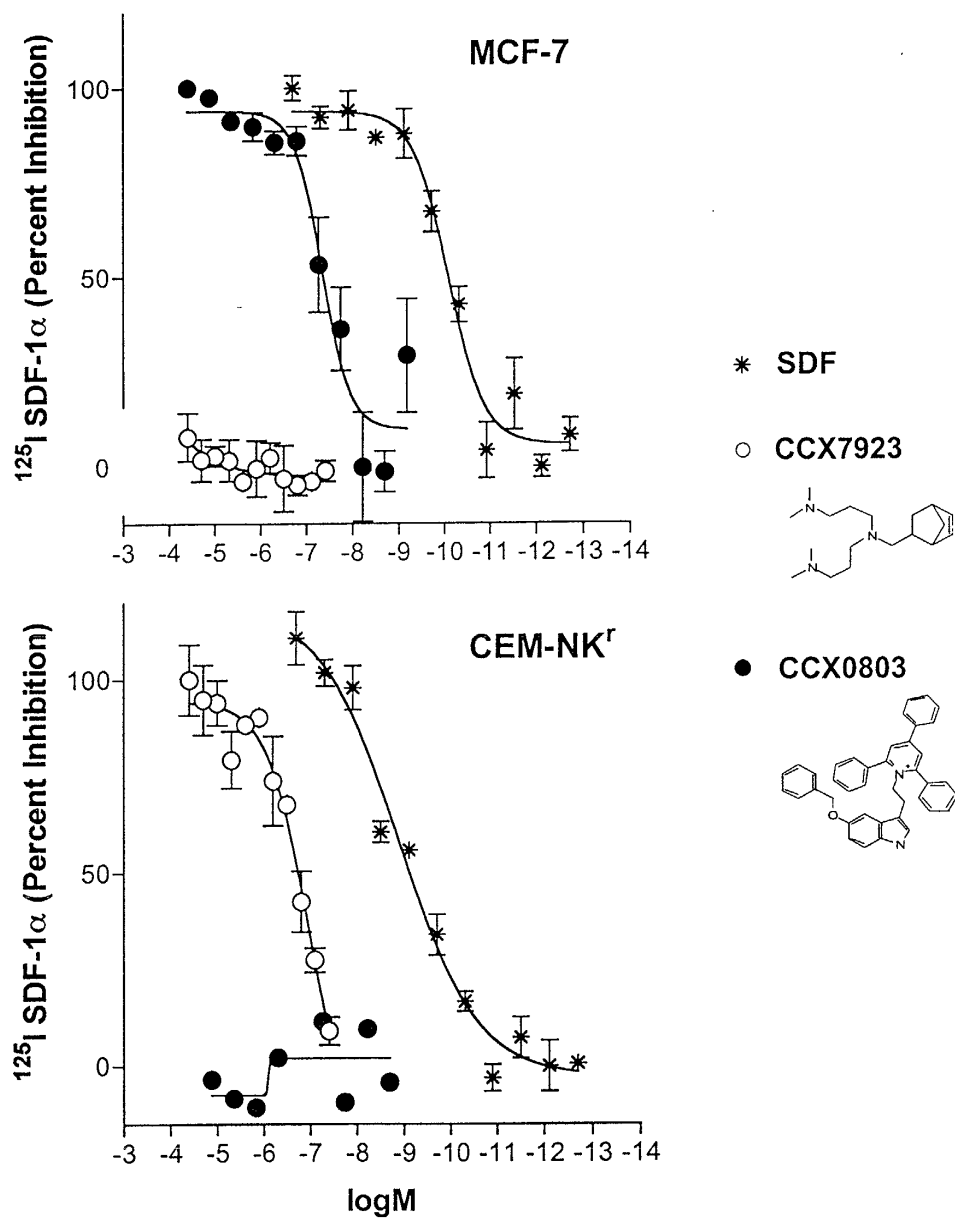 MCF-7
¹²⁵I SDF-1α (Percent Inhibition)
100
50
0
-3 -4 -5 -6 -7 -8 -9 -10 -11 -12 -13 -14
SDF
CCX7923
N
N
N
CEM-NKʳ
¹²⁵I SDF-1α (Percent Inhibition)
100
50
0
-3 -4 -5 -6 -7 -8 -9 -10 -11 -12 -13 -14
logM
CCX0803
N
+
O
N